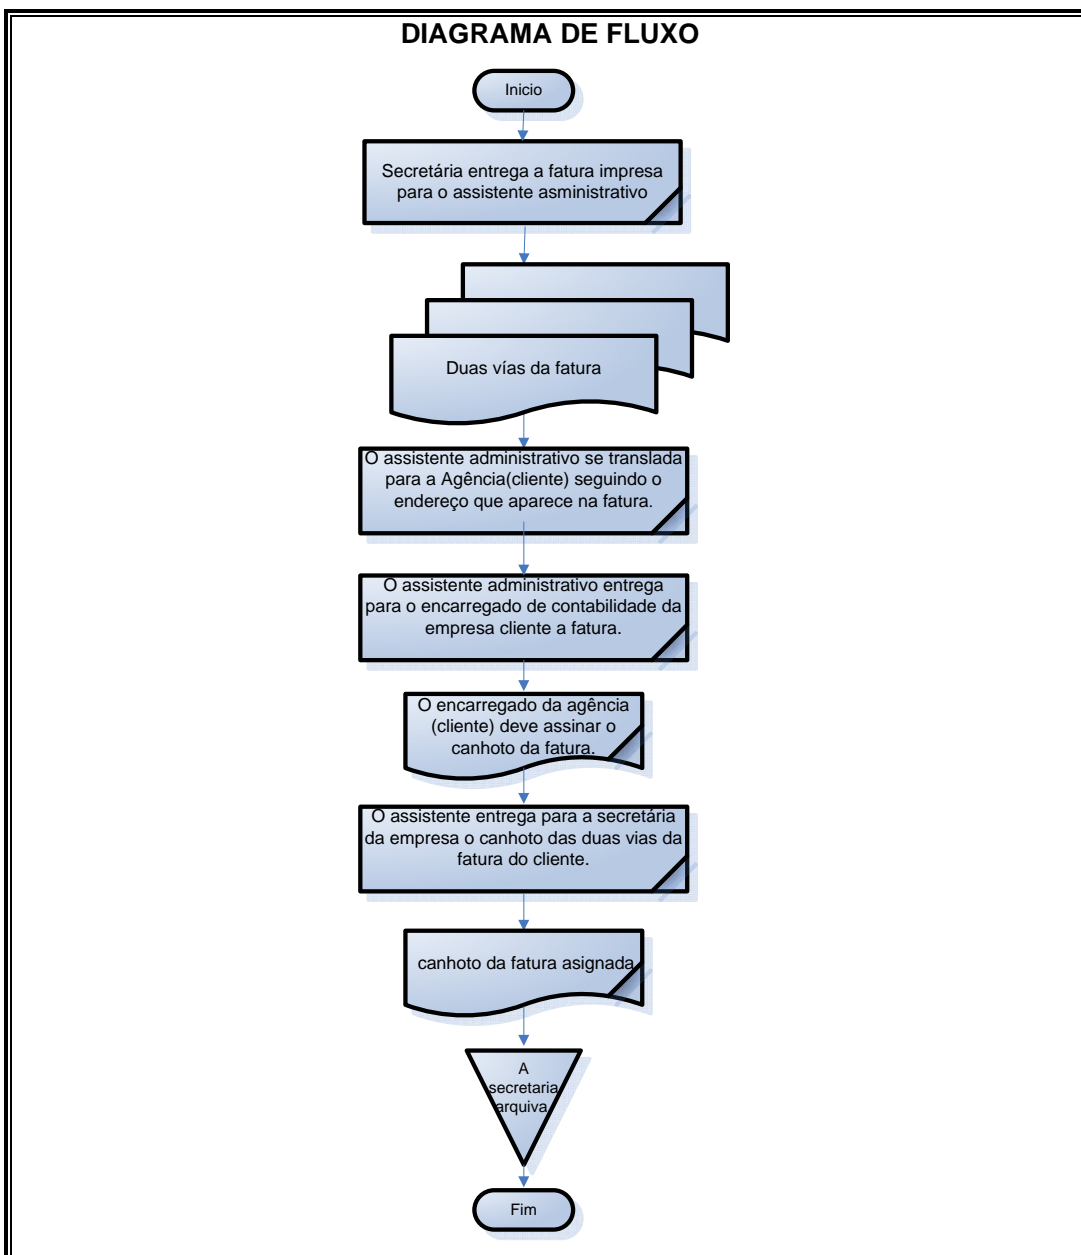 DIAGRAMA DE FLUXO
Inicio
Secretária entrega a fatura impresa
para o assistente asministrativo
Duas vías da fatura
O assistente administrativo se translada
para a Agência(cliente) seguindo o
endereço que aparece na fatura.
O assistente administrativo entrega
para o encarregado de contabilidade da
empresa cliente a fatura.
O encarregado da agência
(cliente) deve assinar o
canhoto da fatura.
O assistente entrega para a secretária
da empresa o canhoto das duas vias da
fatura do cliente.
canhoto da fatura asignada
A
secretaria
arquiva.
Fim